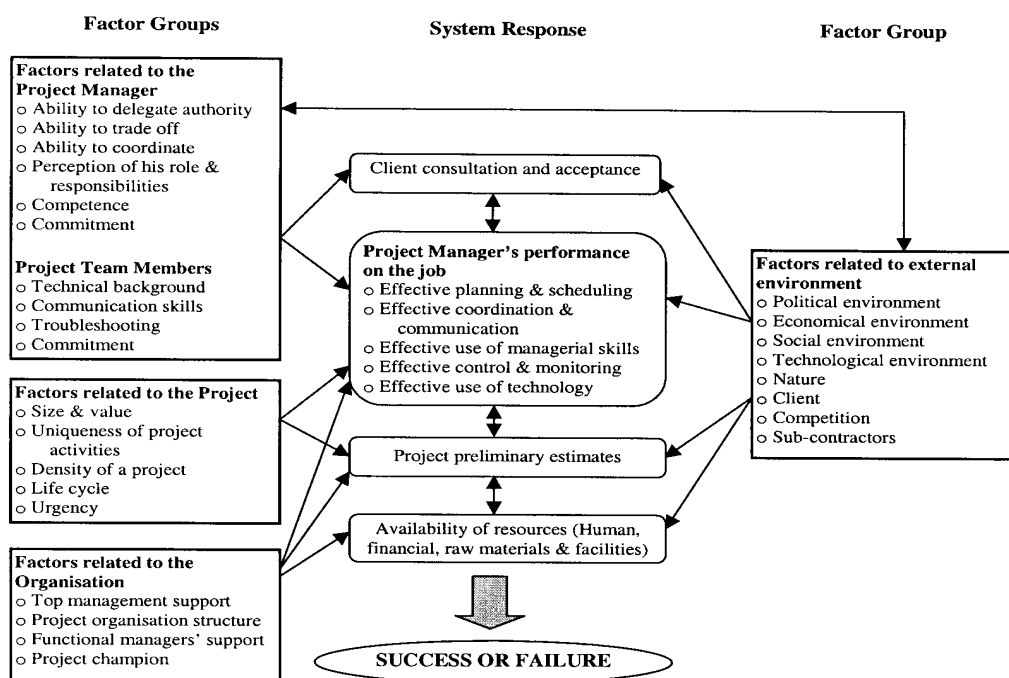 Factor Groups
System Response
Factor Group
Factors related to the
Project Manager
o Ability to delegate authority
o Ability to trade off
o Ability to coordinate
o Perception of his role &
responsibilities
o Competence
o Commitment
Project Team Members
o Technical background
o Communication skills
o Troubleshooting
o Commitment
Factors related to the Project
o Size & value
o Uniqueness of project
activities
o Density of a project
o Life cycle
o Urgency
Factors related to the
Organisation
o Top management support
o Project organisation structure
o Functional managers' support
o Project champion
Client consultation and acceptance
Project Manager's performance
on the job
o Effective planning & scheduling
o Effective coordination &
communication
o Effective use of managerial skills
o Effective control & monitoring
o Effective use of technology
Project preliminary estimates
Availability of resources (Human,
financial, raw materials & facilities)
SUCCESS OR FAILURE
Factors related to external
environment
o Political environment
o Economical environment
o Social environment
o Technological environment
o Nature
o Client
o Competition
o Sub-contractors